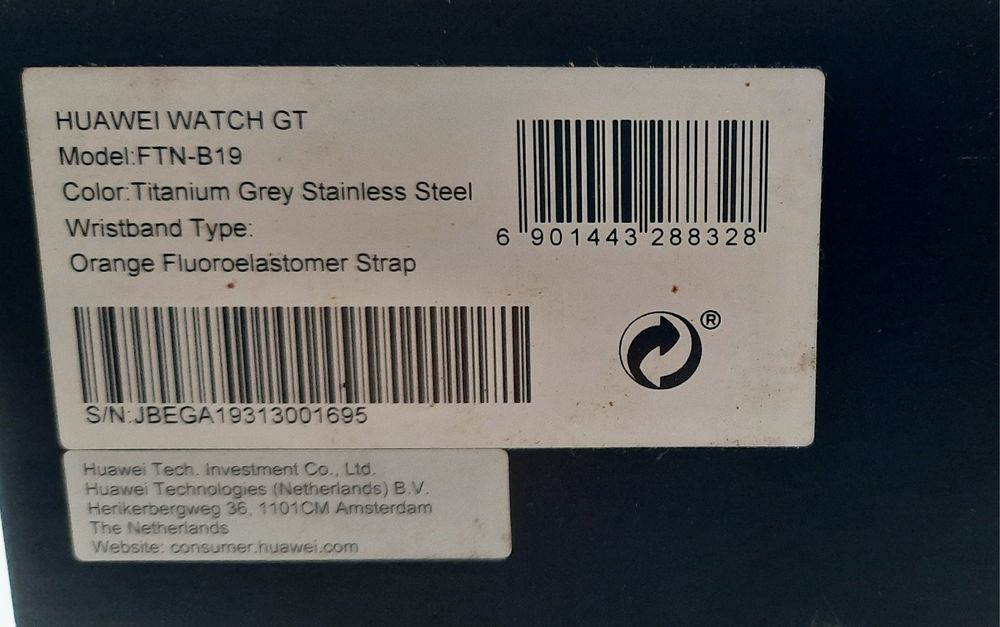 HUAWEI WATCH GT
Model:FTN-B19
Color:Titanium Grey Stainless Steel
Wristband Type:
Orange Fluoroelastomer Strap
6 901443 288328
®
S/N:JBEGA19313001695
Huawei Tech. Investment Co., Ltd.
Huawei Technologies (Netherlands) B.V.
Herikerbergweg 36, 1101CM Amsterdam
The Netherlands
Website: consumer.huawei.com